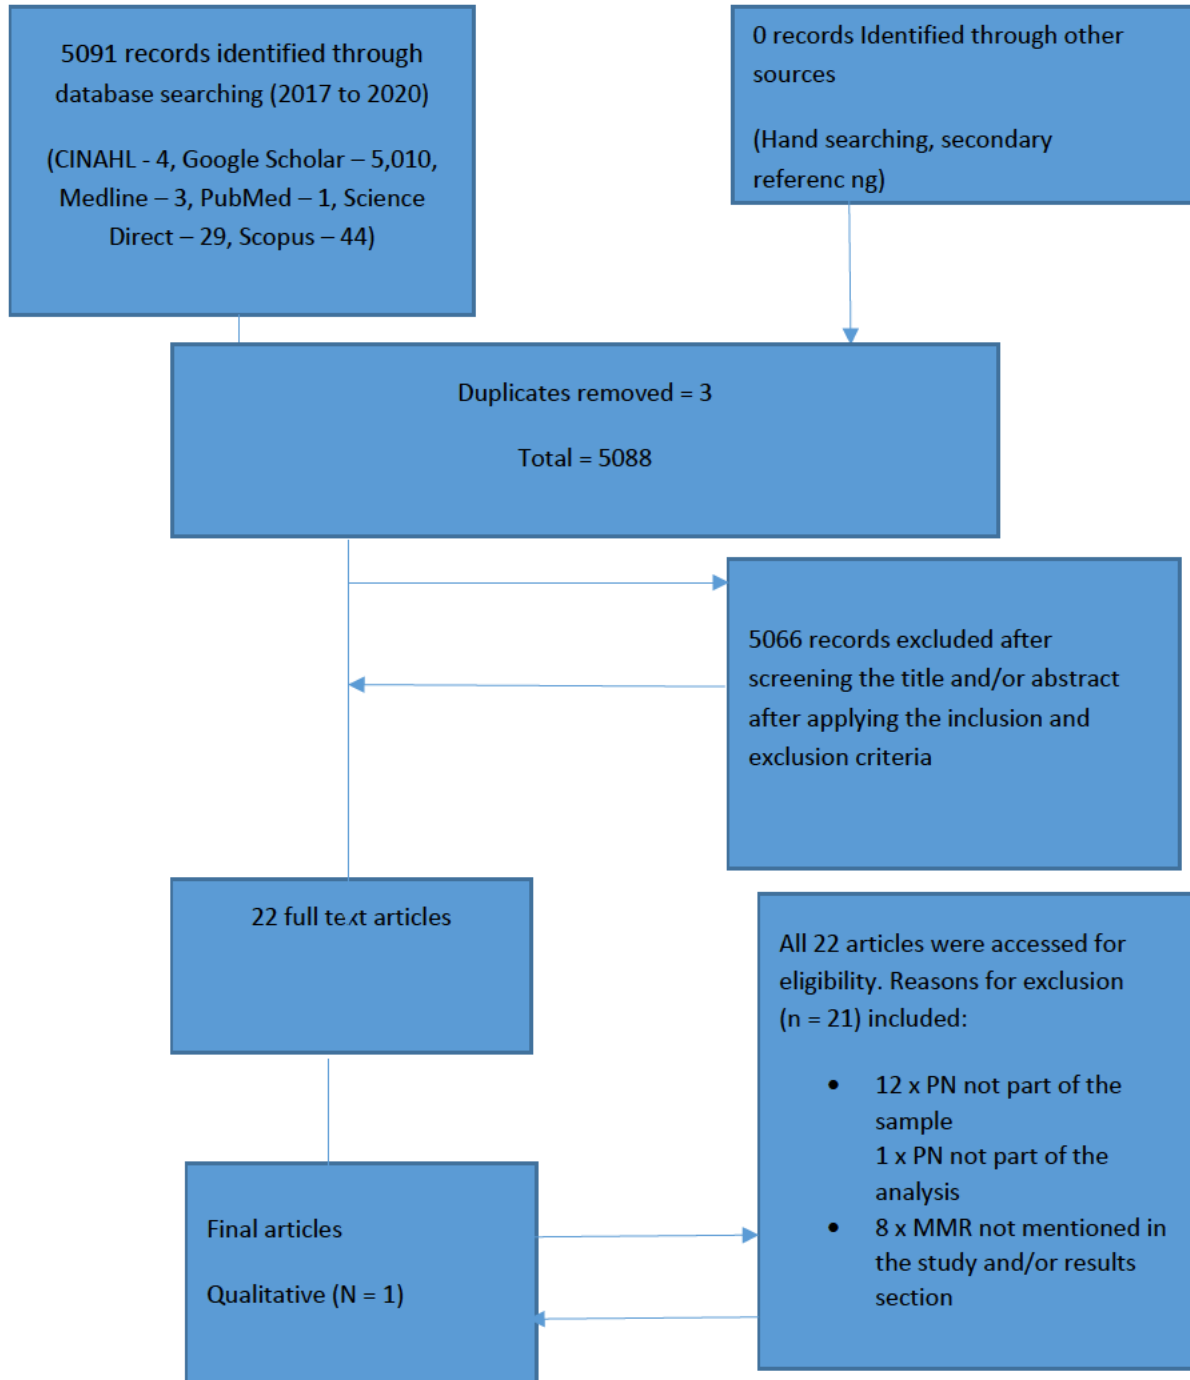 5091 records identified through
database searching (2017 to 2020)
(CINAHL - 4, Google Scholar – 5,010,
Medline – 3, PubMed – 1, Science
Direct – 29, Scopus – 44)
0 records Identified through other
sources
(Hand searching, secondary
referenc ng)
Duplicates removed = 3
Total = 5088
5066 records excluded after
screening the title and/or abstract
after applying the inclusion and
exclusion criteria
22 full text articles
All 22 articles were accessed for
eligibility. Reasons for exclusion
(n = 21) included:
• 12 x PN not part of the
sample
1 x PN not part of the
analysis
• 8 x MMR not mentioned in
the study and/or results
section
Final articles
Qualitative (N = 1)